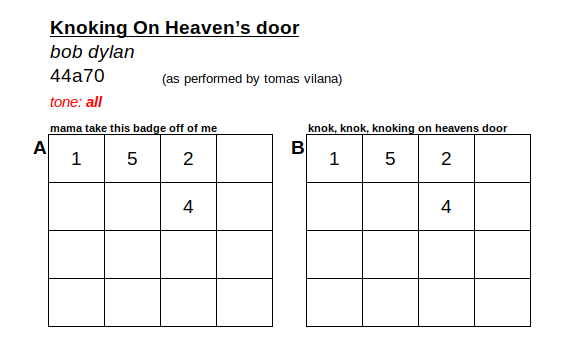 Knoking On Heaven’s door
bob dylan
44a70 (as performed by tomas vilana)
tone: all
mama take this badge off of me
A
1 5 2
4
knok, knok, knoking on heavens door
B
1 5 2
4